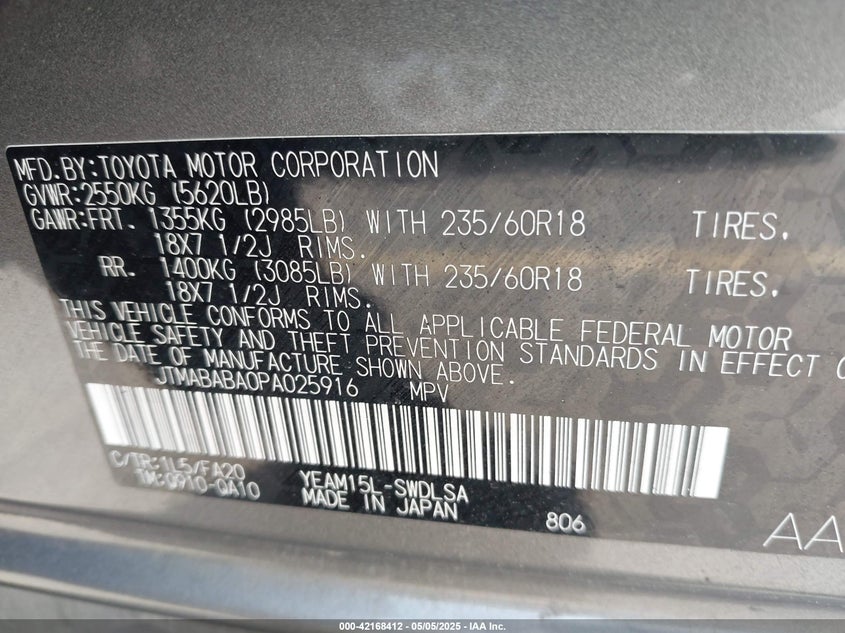 MFD.BY:TOYOTA MOTOR CORPORATION
GVWR:2550KG (5620LB)
GAWR:FRT. 1355KG (2985LB) WITH 235/60R18 TIRES.
18X7 1/2J RIMS.
RR. 1400KG (3085LB) WITH 235/60R18 TIRES.
18X7 1/2J RIMS.
THIS VEHICLE CONFORMS TO ALL APPLICABLE FEDERAL MOTOR
VEHICLE SAFETY AND THEFT PREVENTION STANDARDS IN EFFECT O
THE DATE OF MANUFACTURE SHOWN ABOVE.
JTMABABA0PA025916 MPV
C/TR:1L5/FA20 YEAM15L-SWDLSA
TM:Q910-QA10 MADE IN JAPAN
806
AA
000-42168412 - 05/05/2025 - IAA Inc.